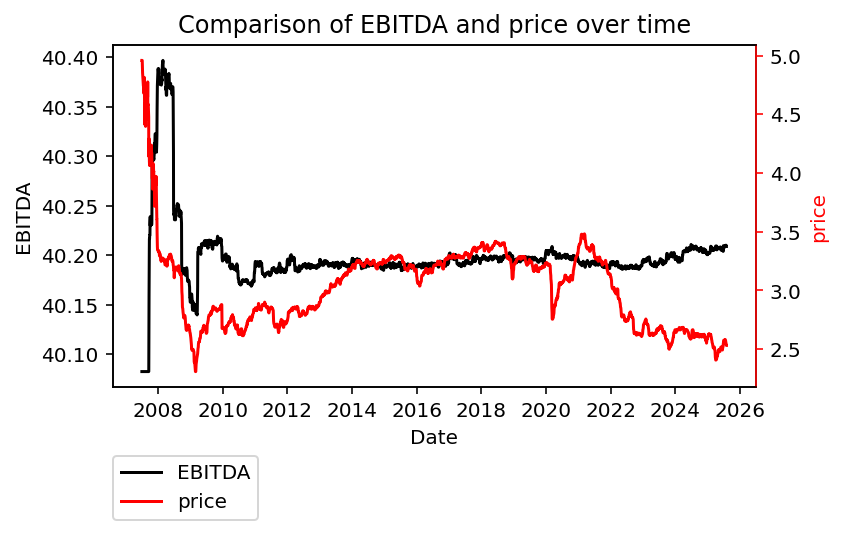 Comparison of EBITDA and price over time
40.40
40.35
40.30
40.25
40.20
40.15
40.10
EBITDA
5.0
4.5
4.0
3.5
3.0
2.5
price
2008 2010 2012 2014 2016 2018 2020 2022 2024 2026
Date
EBITDA
price